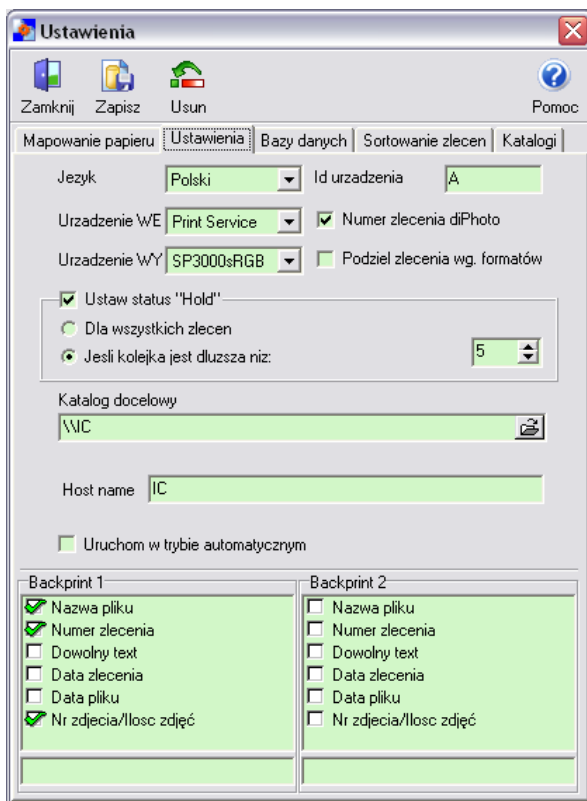 Ustawienia
Zamknij Zapisz Usun Pomoc
Mapowanie papieru Ustawienia Bazy danych Sortowanie zlecen Katalogi
Jezyk Polski Id urzadzenia A
Urzadzenie WE Print Service Numer zlecenia diPhoto
Urzadzenie WY SP3000sRGB Podziel zlecenia wg. formatów
Ustaw status "Hold"
Dla wszystkich zlecen
Jesli kolejka jest dluzsza niz: 5
Katalog docelowy
\\IC
Host name IC
Uruchom w trybie automatycznym
Backprint 1
Nazwa pliku
Numer zlecenia
Dowolny text
Data zlecenia
Data pliku
Nr zdjecia/Ilosc zdjęć
Backprint 2
Nazwa pliku
Numer zlecenia
Dowolny text
Data zlecenia
Data pliku
Nr zdjecia/Ilosc zdjęć